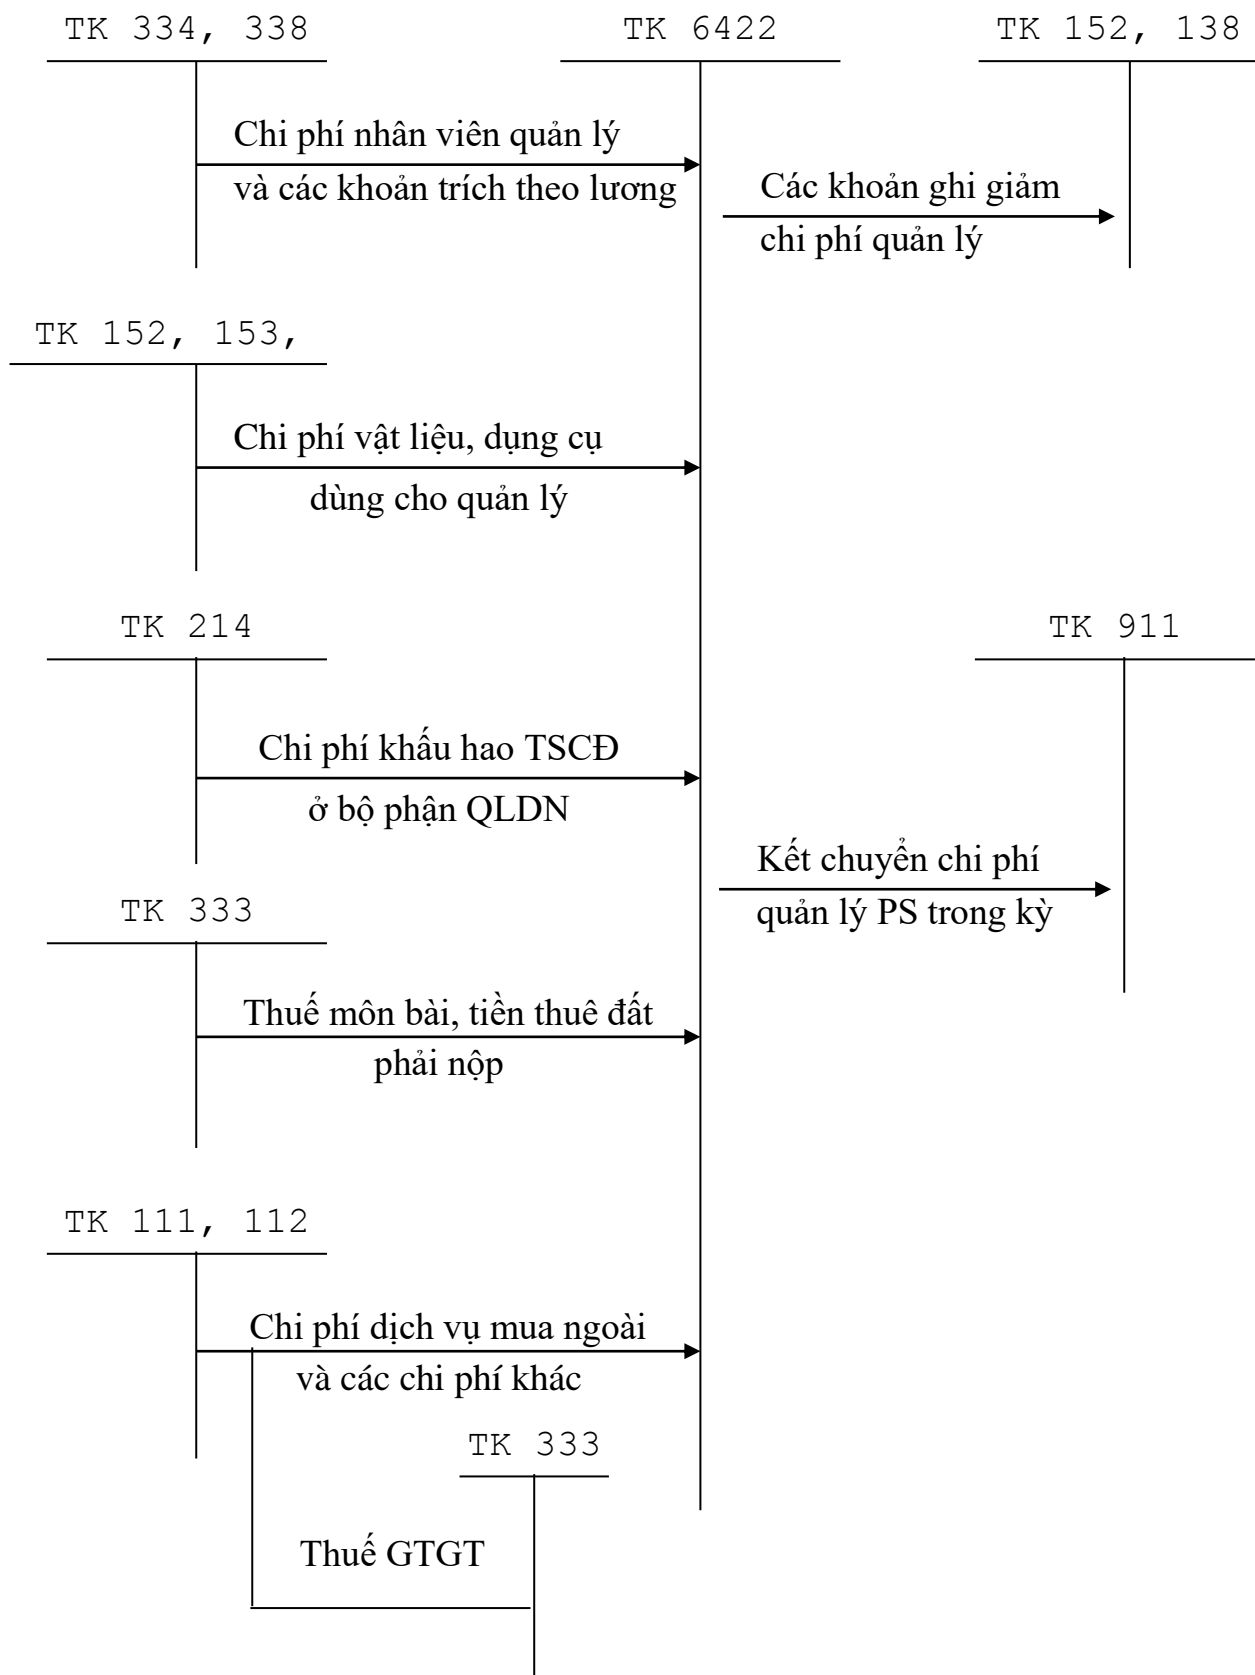 TK 334, 338
TK 6422
TK 152, 138
Chi phí nhân viên quản lý
và các khoản trích theo lương
Các khoản ghi giảm
chi phí quản lý
TK 152, 153,
Chi phí vật liệu, dụng cụ
dùng cho quản lý
TK 214
TK 911
Chi phí khấu hao TSCĐ
ở bộ phận QLDN
Kết chuyển chi phí
quản lý PS trong kỳ
TK 333
Thuế môn bài, tiền thuê đất
phải nộp
TK 111, 112
Chi phí dịch vụ mua ngoài
và các chi phí khác
TK 333
Thuế GTGT